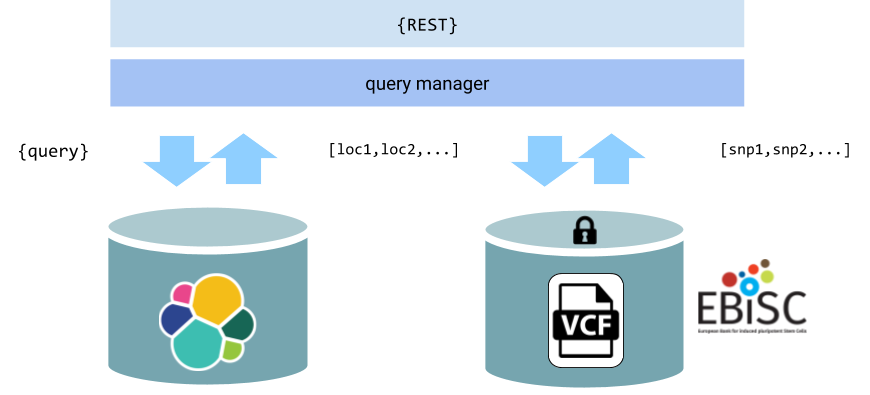 {REST}
query manager
{query}
[loc1,loc2,...]
[snp1,snp2,...]
VCF
EBiSC
European Bank for induced pluripotent Stem Cells